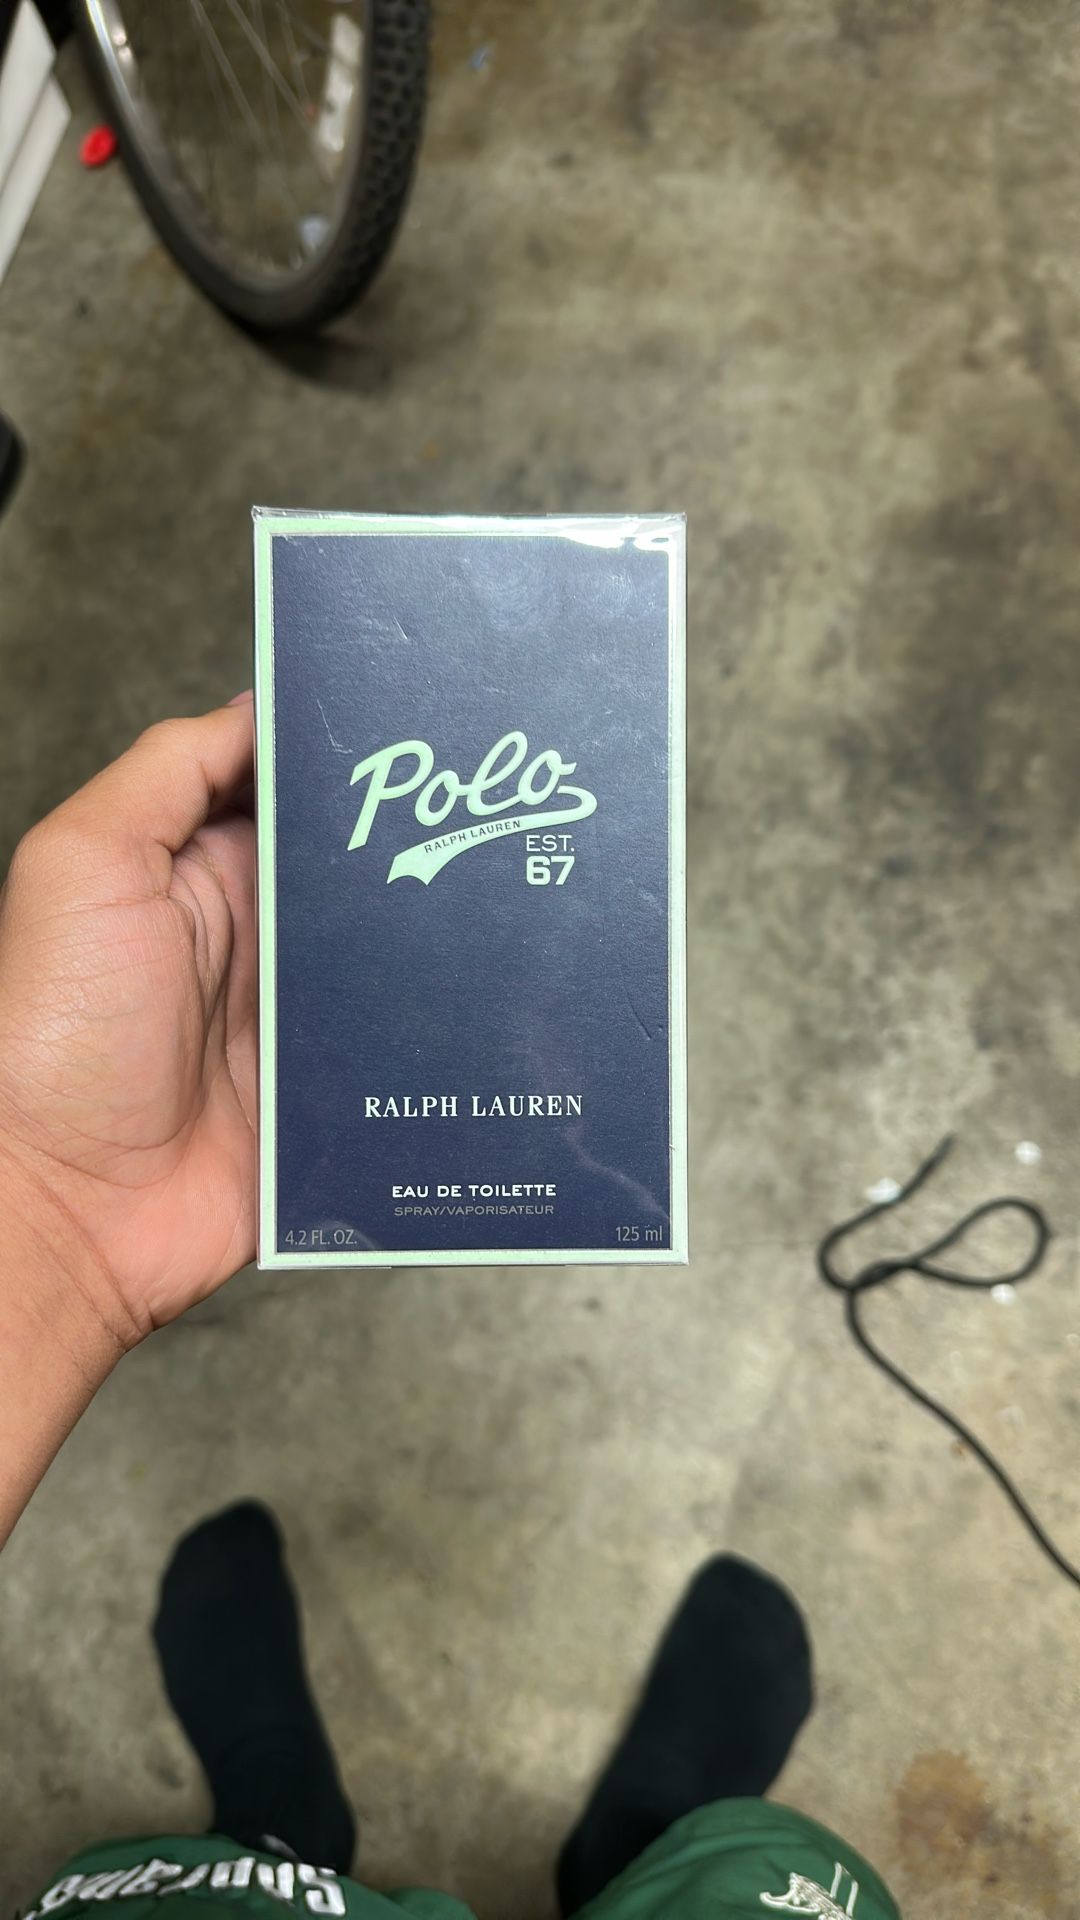 Polo
RALPH LAUREN
EST.
67
RALPH LAUREN
EAU DE TOILETTE
SPRAY/VAPORISATEUR
4.2 FL. OZ. 125 ml